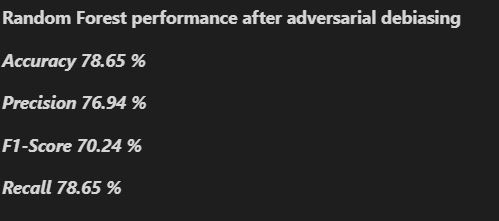 Random Forest performance after adversarial debiasing
Accuracy 78.65 %
Precision 76.94 %
F1-Score 70.24 %
Recall 78.65 %